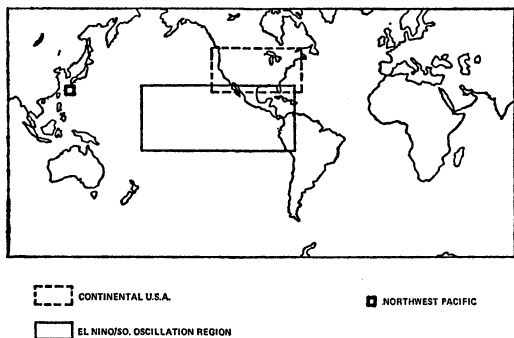 CONTINENTAL U.S.A.
NORTHWEST PACIFIC
EL NINO/SO. OSCILLATION REGION